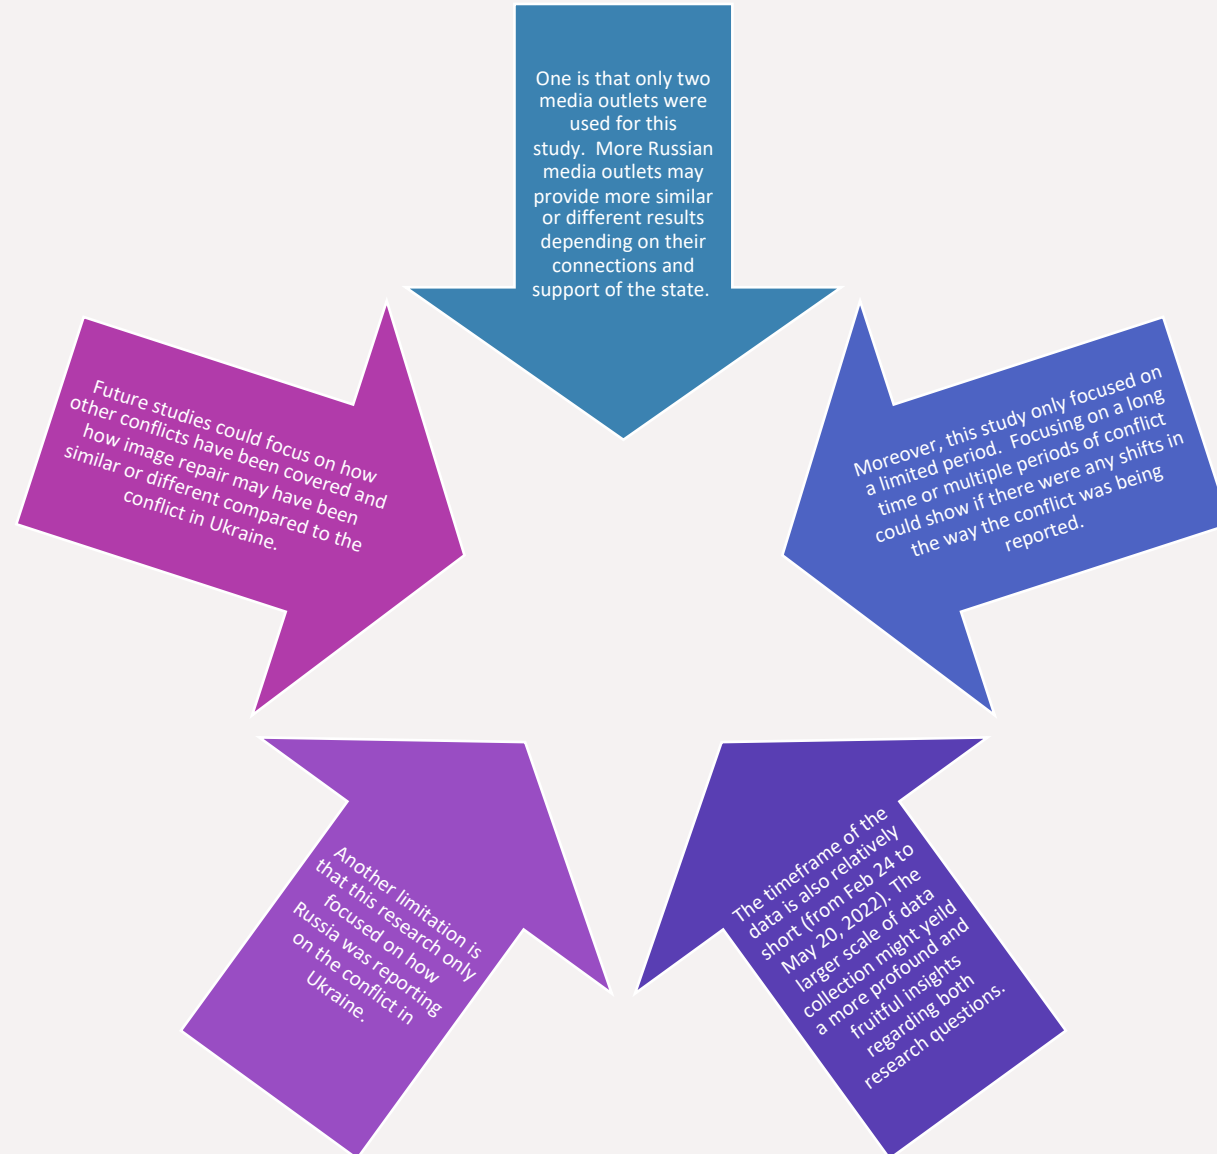 One is that only two
media outlets were
used for this
study.  More Russian
media outlets may
provide more similar
or different results
depending on their
connections and
support of the state.
Moreover, this study only focused on
a limited period.  Focusing on a long
time or multiple periods of conflict
could show if there were any shifts in
the way the conflict was being
reported.
The timeframe of the
data is also relatively
short (from Feb 24 to
May 20, 2022). The
larger scale of data
collection might yeild
a more profound and
fruitful insights
regarding both
research questions.
Another limitation is
that this research only
focused on how
Russia was reporting
on the conflict in
Ukraine.
Future studies could focus on how
other conflicts have been covered and
how image repair may have been
similar or different compared to the
conflict in Ukraine.